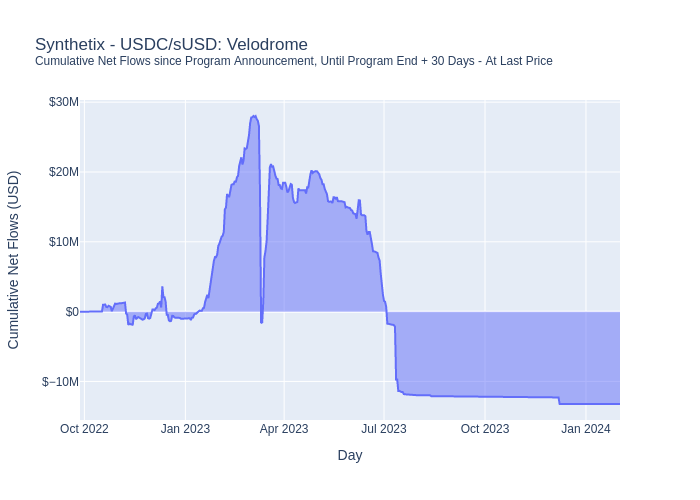 Synthetix - USDC/sUSD: Velodrome
Cumulative Net Flows since Program Announcement, Until Program End + 30 Days - At Last Price
Cumulative Net Flows (USD)
$30M
$20M
$10M
$0
$−10M
Oct 2022 Jan 2023 Apr 2023 Jul 2023 Oct 2023 Jan 2024
Day